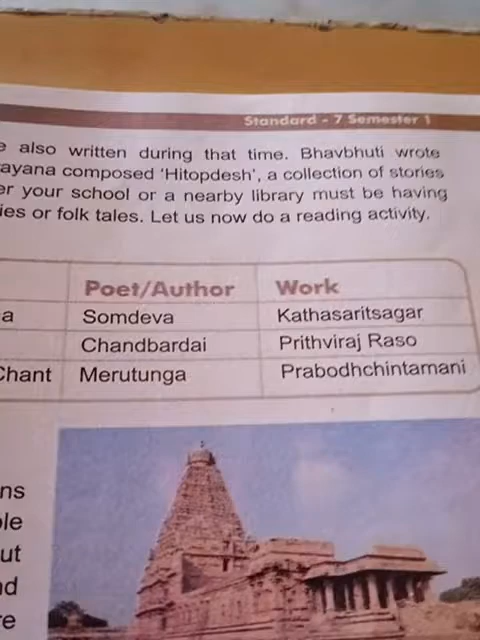 Standard - 7 Semester 1
e also written during that time. Bhavbhuti wrote
ayana composed 'Hitopdesh', a collection of stories
er your school or a nearby library must be having
ies or folk tales. Let us now do a reading activity.
Poet/Author Work
a Somdeva Kathasaritsagar
Chandbardai Prithviraj Raso
Chant Merutunga Prabodhchintamani
ns
ole
ut
nd
re